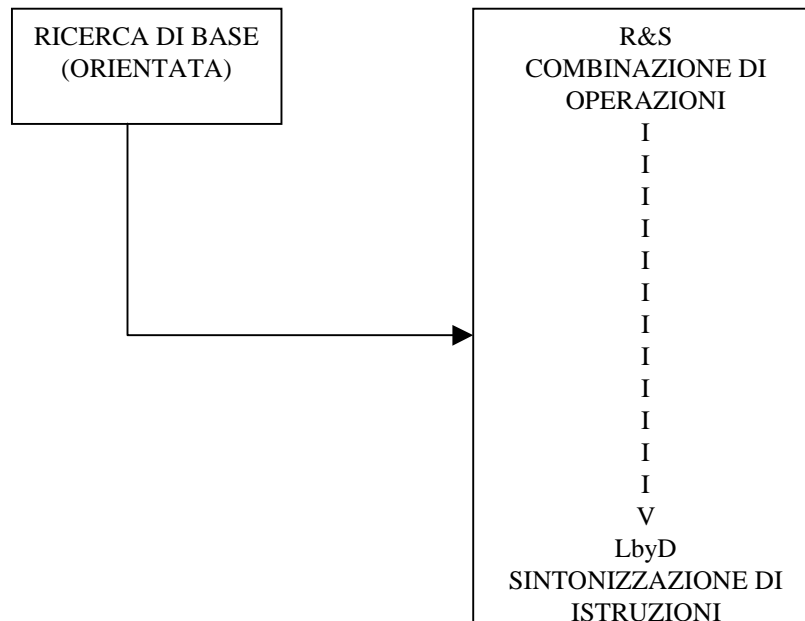 RICERCA DI BASE
(ORIENTATA)
R&S
COMBINAZIONE DI
OPERAZIONI
I
I
I
I
I
I
I
I
I
I
I
I
V
LbyD
SINTONIZZAZIONE DI
ISTRUZIONI